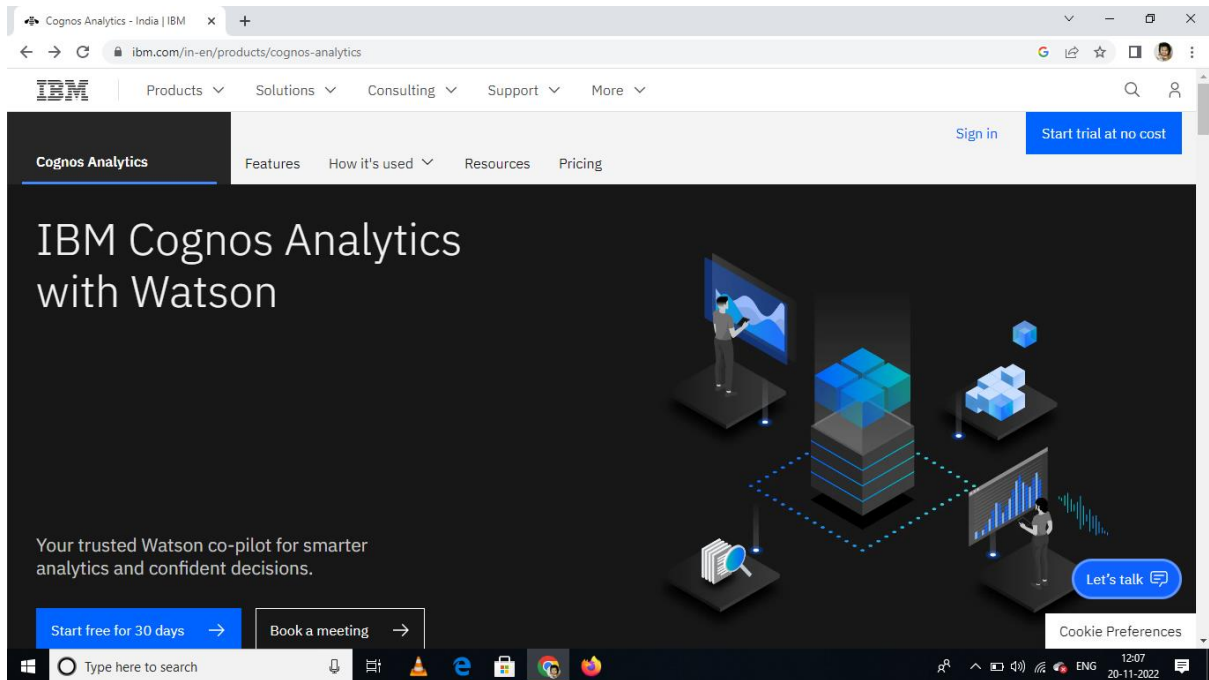 Cognos Analytics - India | IBM
ibm.com/in-en/products/cognos-analytics
IBM Products Solutions Consulting Support More
Sign in Start trial at no cost
Cognos Analytics Features How it's used Resources Pricing
IBM Cognos Analytics
with Watson
Your trusted Watson co-pilot for smarter
analytics and confident decisions.
Let's talk
Start free for 30 days Book a meeting
Cookie Preferences
Type here to search ENG 12:07
20-11-2022